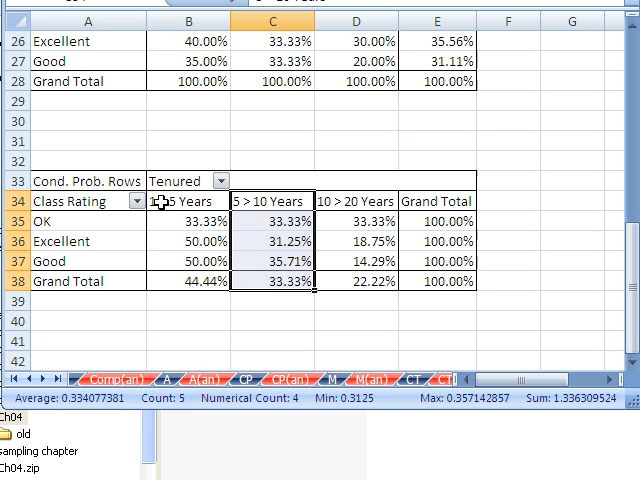 A B C D E F G
26 Excellent 40.00% 33.33% 30.00% 35.56%
27 Good 35.00% 33.33% 20.00% 31.11%
28 Grand Total 100.00% 100.00% 100.00% 100.00%
29
30
31
32
33 Cond. Prob. Rows Tenured
34 Class Rating 5 Years 5 > 10 Years 10 > 20 Years Grand Total
35 OK 33.33% 33.33% 33.33% 100.00%
36 Excellent 50.00% 31.25% 18.75% 100.00%
37 Good 50.00% 35.71% 14.29% 100.00%
38 Grand Total 44.44% 33.33% 22.22% 100.00%
39
40
41
42
Comp(an) A A(an) CP CP(an) M M(an) CT CT
Average: 0.334077381 Count: 5 Numerical Count: 4 Min: 0.3125 Max: 0.357142857 Sum: 1.336309524
Ch04
old
sampling chapter
Ch04.zip